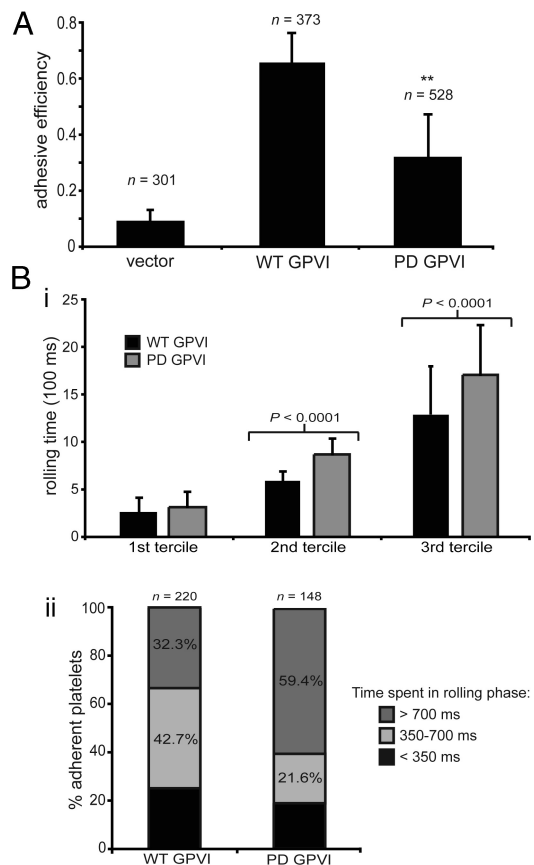 A
adhesive efficiency
0.8
0.6
0.4
0.2
0
n = 301
n = 373
**
n = 528
vector
WT GPVI
PD GPVI
B
i
rolling time (100 ms)
25
20
15
10
5
0
WT GPVI
PD GPVI
P < 0.0001
P < 0.0001
1st tercile
2nd tercile
3rd tercile
ii
% adherent platelets
100
80
60
40
20
0
n = 220
n = 148
32.3%
42.7%
59.4%
21.6%
WT GPVI
PD GPVI
Time spent in rolling phase:
> 700 ms
350-700 ms
< 350 ms